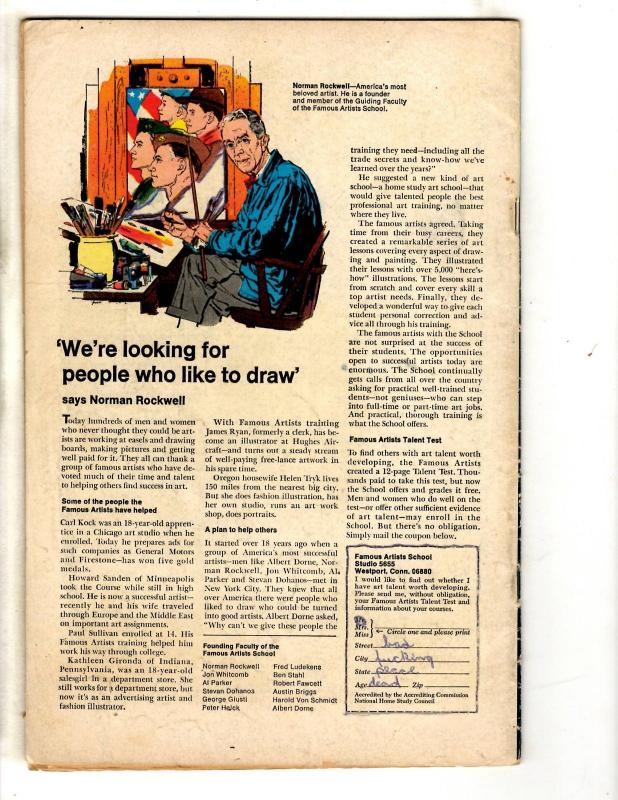 Norman Rockwell—America's most
beloved artist. He is a founder
and member of the Guiding Faculty
of the Famous Artists School.
'We're looking for
people who like to draw'
says Norman Rockwell
Today hundreds of men and women
who never thought they could be art-
ists are working at easels and drawing
boards, making pictures and getting
well paid for it. They all can thank a
group of famous artists who have de-
voted much of their time and talent
to helping others find success in art.
Some of the people the
Famous Artists have helped
Carl Kock was an 18-year-old appren-
tice in a Chicago art studio when he
enrolled. Today he prepares ads for
such companies as General Motors
and Firestone—has won five gold
medals.
Howard Sanden of Minneapolis
took the Course while still in high
school. He is now a successful artist—
recently he and his wife traveled
through Europe and the Middle East
on important art assignments.
Paul Sullivan enrolled at 14. His
Famous Artists training helped him
work his way through college.
Kathleen Gironda of Indiana,
Pennsylvania, was an 18-year-old
salesgirl in a department store. She
still works for a department store, but
now it's as an advertising artist and
fashion illustrator.
With Famous Artists training
James Ryan, formerly a clerk, has be-
come an illustrator at Hughes Air-
craft—and turns out a steady stream
of well-paying free-lance artwork in
his spare time.
Oregon housewife Helen Tryk lives
150 miles from the nearest big city.
But she does fashion illustration, has
her own studio, runs an art work
shop, does portraits.
A plan to help others
It started over 18 years ago when a
group of America's most successful
artists—men like Albert Dorne, Nor-
man Rockwell, Jon Whitcomb, Al
Parker and Stevan Dohanos—met in
New York City. They knew that all
over America there were people who
liked to draw who could be turned
into good artists. Albert Dorne asked,
"Why can't we give these people the
Founding Faculty of the
Famous Artists School
Norman Rockwell
Jon Whitcomb
Al Parker
Stevan Dohanos
George Giusti
Peter Helck
Fred Ludekens
Ben Stahl
Robert Fawcett
Austin Briggs
Harold Von Schmidt
Albert Dorne
training they need—including all the
trade secrets and know-how we've
learned over the years?"
He suggested a new kind of art
school—a home study art school—that
would give talented people the best
professional art training, no matter
where they live.
The famous artists agreed. Taking
time from their busy careers, they
created a remarkable series of art
lessons covering every aspect of draw-
ing and painting. They illustrated
their lessons with over 5,000 "here's-
how" illustrations. The lessons start
from scratch and cover every skill a
top artist needs. Finally, they de-
veloped a wonderful way to give each
student personal correction and ad-
vice all through his training.
The famous artists with the School
are not surprised at the success of
their students. The opportunities
open to successful artists today are
enormous. The School continually
gets calls from all over the country
asking for practical well-trained stu-
dents—not geniuses—who can step
into full-time or part-time art jobs.
And practical, thorough training is
what the School offers.
Famous Artists Talent Test
To find others with art talent worth
developing, the Famous Artists
created a 12-page Talent Test. Thou-
sands paid to take this test, but now
the School offers and grades it free.
Men and women who do well on the
test—or offer other sufficient evidence
of art talent—may enroll in the
School. But there's no obligation.
Simply mail the coupon below.
Famous Artists School
Studio 5655
Westport, Conn. 06880
I would like to find out whether I
have art talent worth developing.
Please send me, without obligation,
your Famous Artists Talent Test and
information about your courses.
Mrs.
Miss
← Circle one and please print
Street
City fucking
State place
Age dead Zip
Accredited by the Accrediting Commission
National Home Study Council